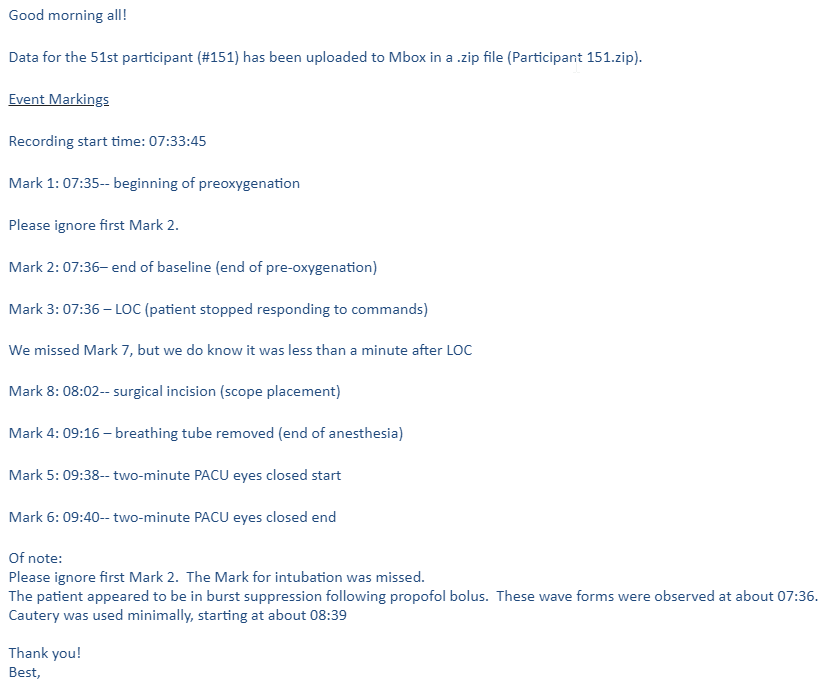 Good morning all!
Data for the 51st participant (#151) has been uploaded to Mbox in a .zip file (Participant 151.zip).
Event Markings
Recording start time: 07:33:45
Mark 1: 07:35-- beginning of preoxygenation
Please ignore first Mark 2.
Mark 2: 07:36– end of baseline (end of pre-oxygenation)
Mark 3: 07:36 – LOC (patient stopped responding to commands)
We missed Mark 7, but we do know it was less than a minute after LOC
Mark 8: 08:02-- surgical incision (scope placement)
Mark 4: 09:16 – breathing tube removed (end of anesthesia)
Mark 5: 09:38-- two-minute PACU eyes closed start
Mark 6: 09:40-- two-minute PACU eyes closed end
Of note:
Please ignore first Mark 2.  The Mark for intubation was missed.
The patient appeared to be in burst suppression following propofol bolus.  These wave forms were observed at about 07:36.
Cautery was used minimally, starting at about 08:39
Thank you!
Best,